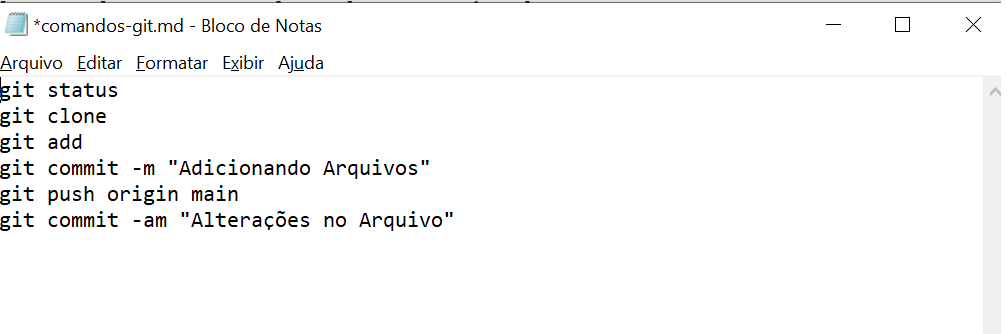 *comandos-git.md - Bloco de Notas
Arquivo Editar Formatar Exibir Ajuda
git status
git clone
git add
git commit -m "Adicionando Arquivos"
git push origin main
git commit -am "Alterações no Arquivo"